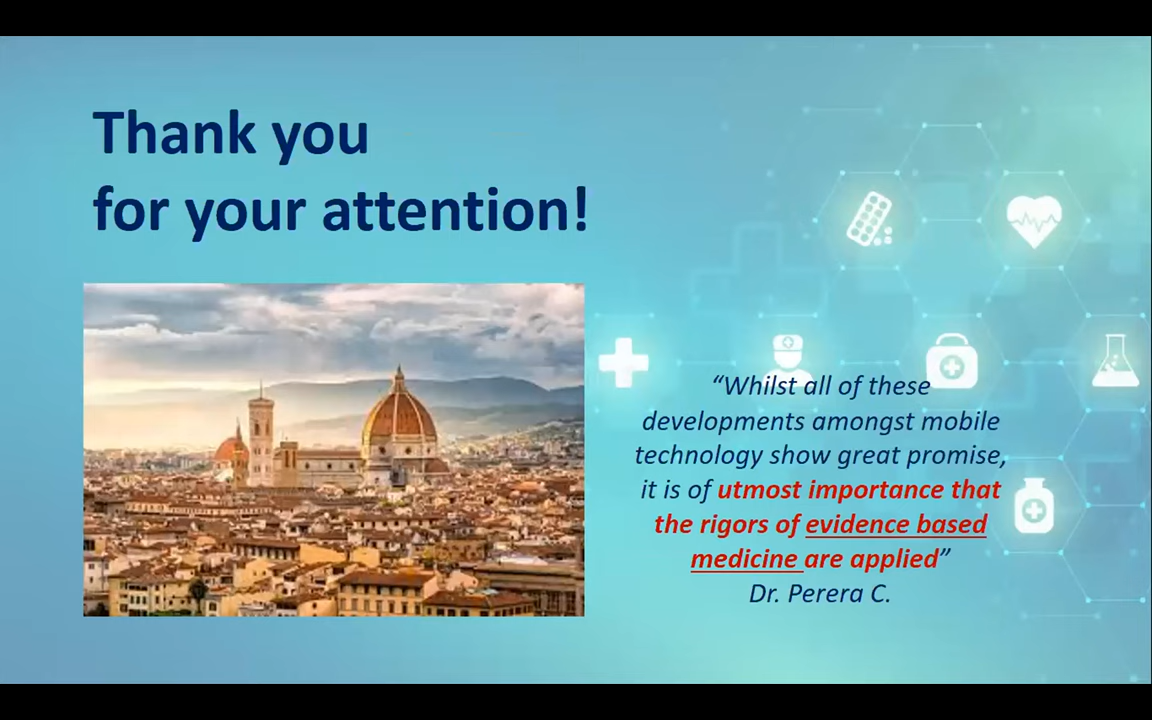 Thank you
for your attention!
“Whilst all of these
developments amongst mobile
technology show great promise,
it is of utmost importance that
the rigors of evidence based
medicine are applied”
Dr. Perera C.